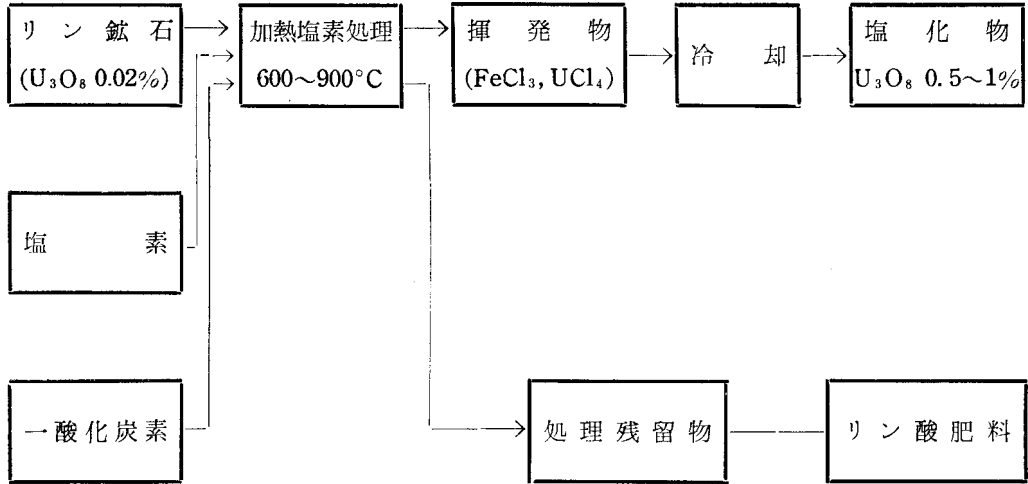 リン鉱石
(U₃O₈ 0.02%)
加熱塩素処理
600～900°C
揮発物
(FeCl₃, UCl₄)
冷却
塩化物
U₃O₈ 0.5～1%
塩素
一酸化炭素
処理残留物
リン酸肥料